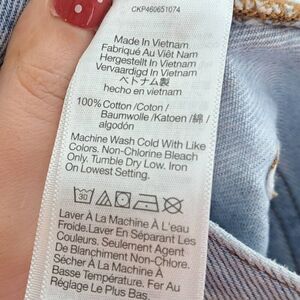 CKP460651074
Made In Vietnam
Fabriqué Au Viêt Nam
Hergestellt In Vietnam
Vervaardigd In Vietnam
ベトナム製
hecho en vietnam
100% Cotton /Coton /
Baumwolle /Katoen /綿 /
algodón
Machine Wash Cold With Like
Colors. Non-Chlorine Bleach
Only. Tumble Dry Low. Iron
On Lowest Setting.
30
Laver À La Machine À L'eau
Froide.Laver En Séparant Les
Couleurs. Seulement Agent
De Blanchiment Non-Chlore.
Sécher À La Machine À
Basse Température. Fer Au
Réglage Le Plus Bas.